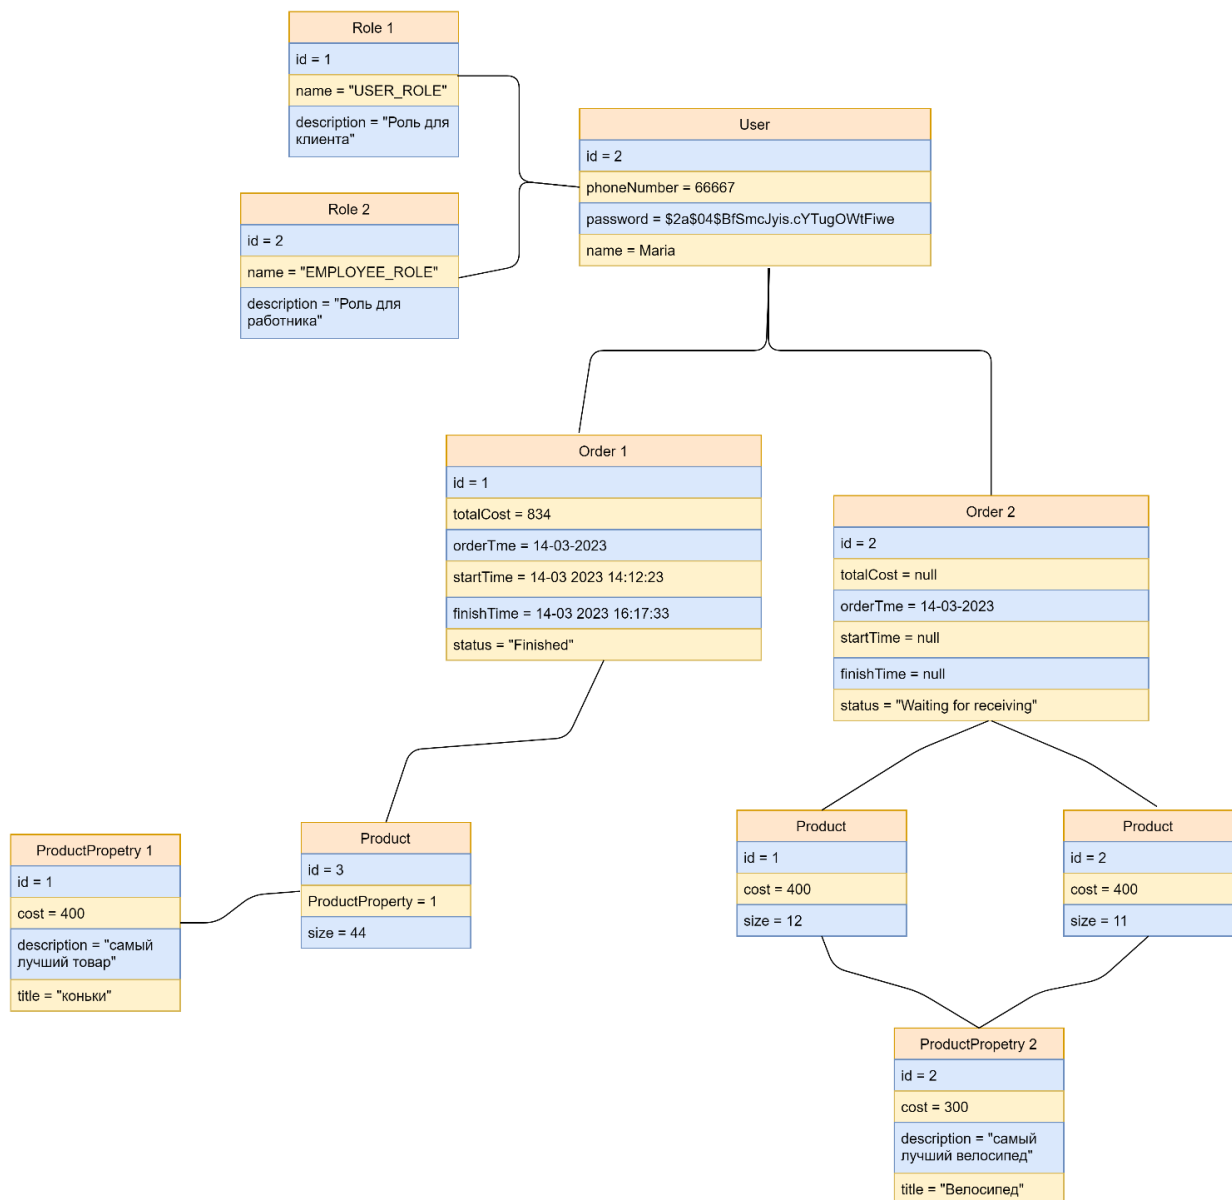 Role 1
id = 1
name = "USER_ROLE"
description = "Роль для
клиента"
User
id = 2
phoneNumber = 66667
password = $2a$04$BfSmcJyis.cYTugOWtFiwe
name = Maria
Role 2
id = 2
name = "EMPLOYEE_ROLE"
description = "Роль для
работника"
Order 1
id = 1
totalCost = 834
orderTme = 14-03-2023
startTime = 14-03 2023 14:12:23
finishTime = 14-03 2023 16:17:33
status = "Finished"
Order 2
id = 2
totalCost = null
orderTme = 14-03-2023
startTime = null
finishTime = null
status = "Waiting for receiving"
ProductPropetry 1
id = 1
cost = 400
description = "самый
лучший товар"
title = "коньки"
Product
id = 3
ProductProperty = 1
size = 44
Product
id = 1
cost = 400
size = 12
Product
id = 2
cost = 400
size = 11
ProductPropetry 2
id = 2
cost = 300
description = "самый
лучший велосипед"
title = "Велосипед"